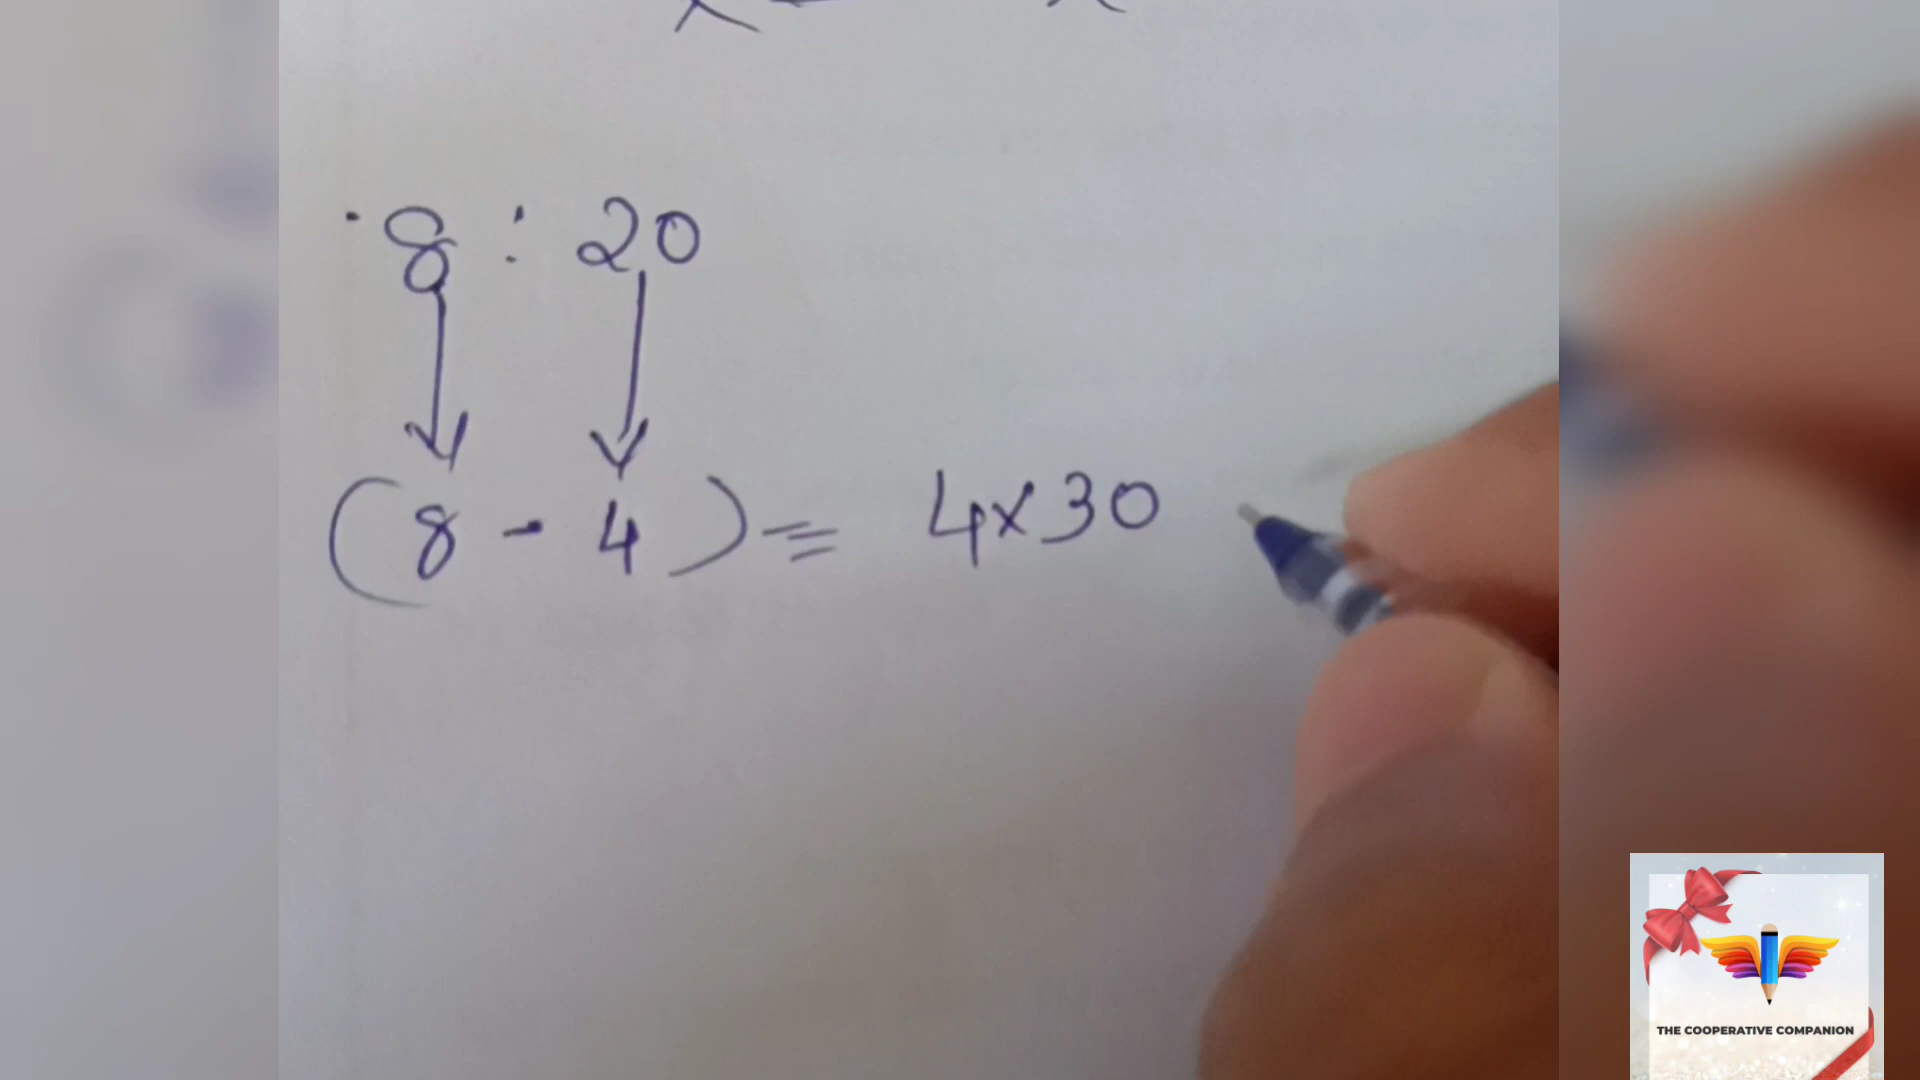 8 : 20
(8 - 4) = 4x30
THE COOPERATIVE COMPANION